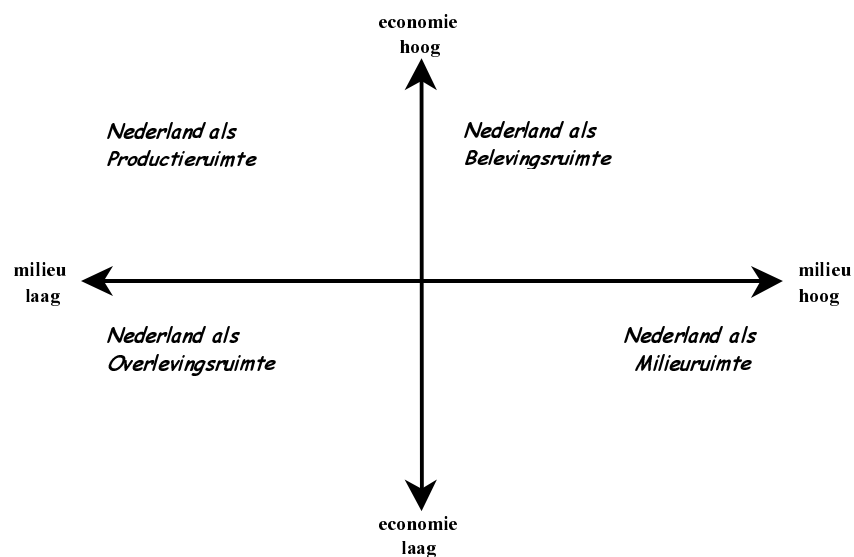 economie
hoog
Nederland als
Productieruimte
Nederland als
Belevingsruimte
milieu
laag
milieu
hoog
Nederland als
Overlevingsruimte
Nederland als
Milieuruimte
economie
laag